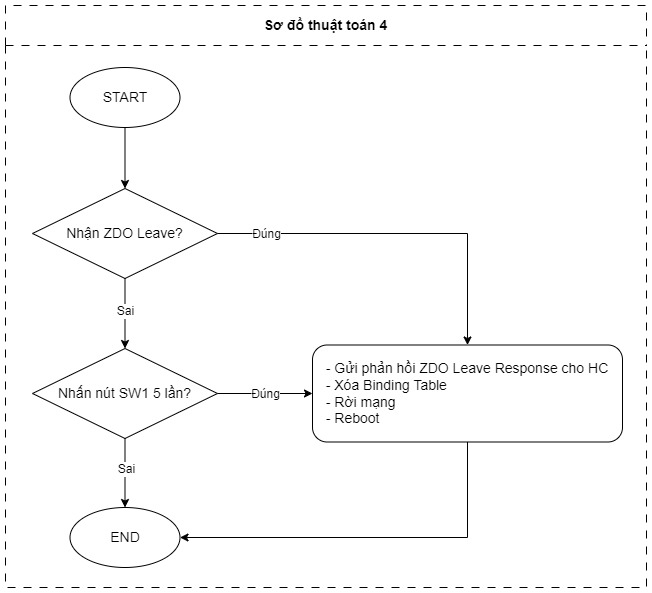 Sơ đồ thuật toán 4
START
Nhận ZDO Leave?
Đúng
Sai
Nhấn nút SW1 5 lần?
Đúng
- Gửi phản hồi ZDO Leave Response cho HC
- Xóa Binding Table
- Rời mạng
- Reboot
Sai
END